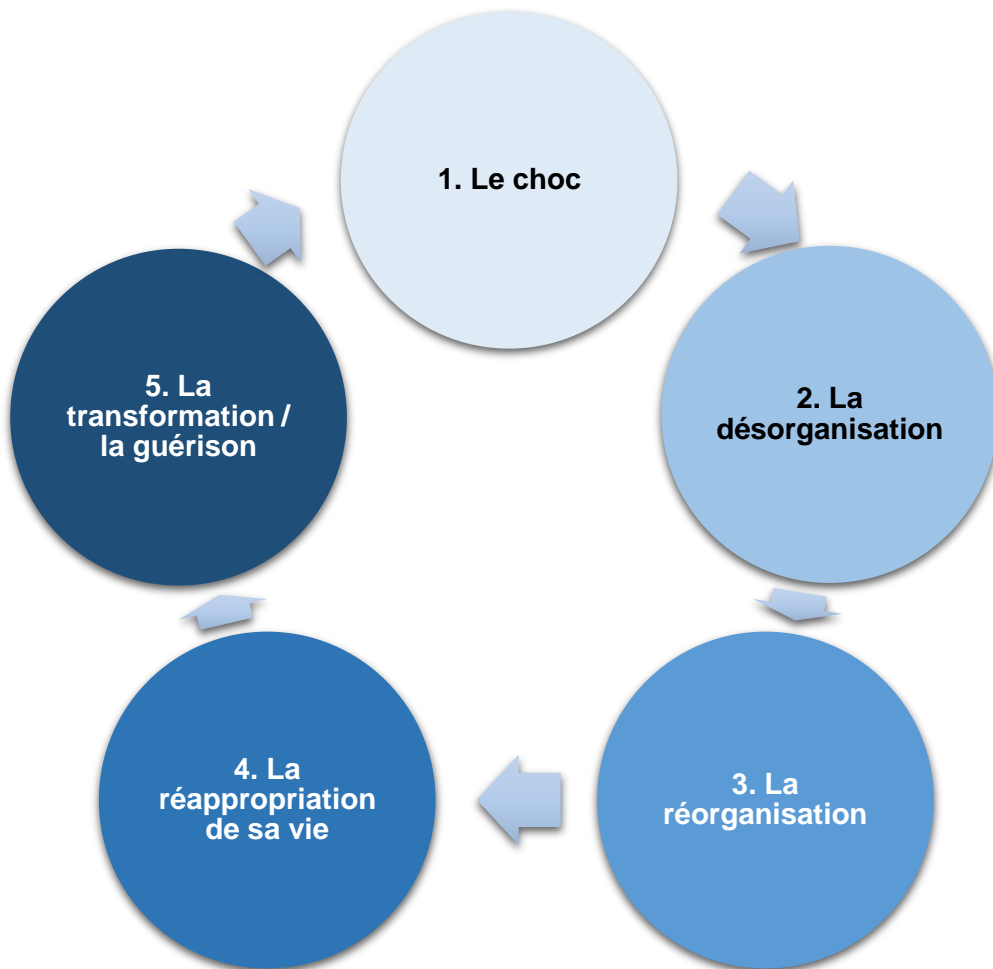 1. Le choc
2. La
désorganisation
3. La
réorganisation
4. La
réappropriation
de sa vie
5. La
transformation /
la guérison